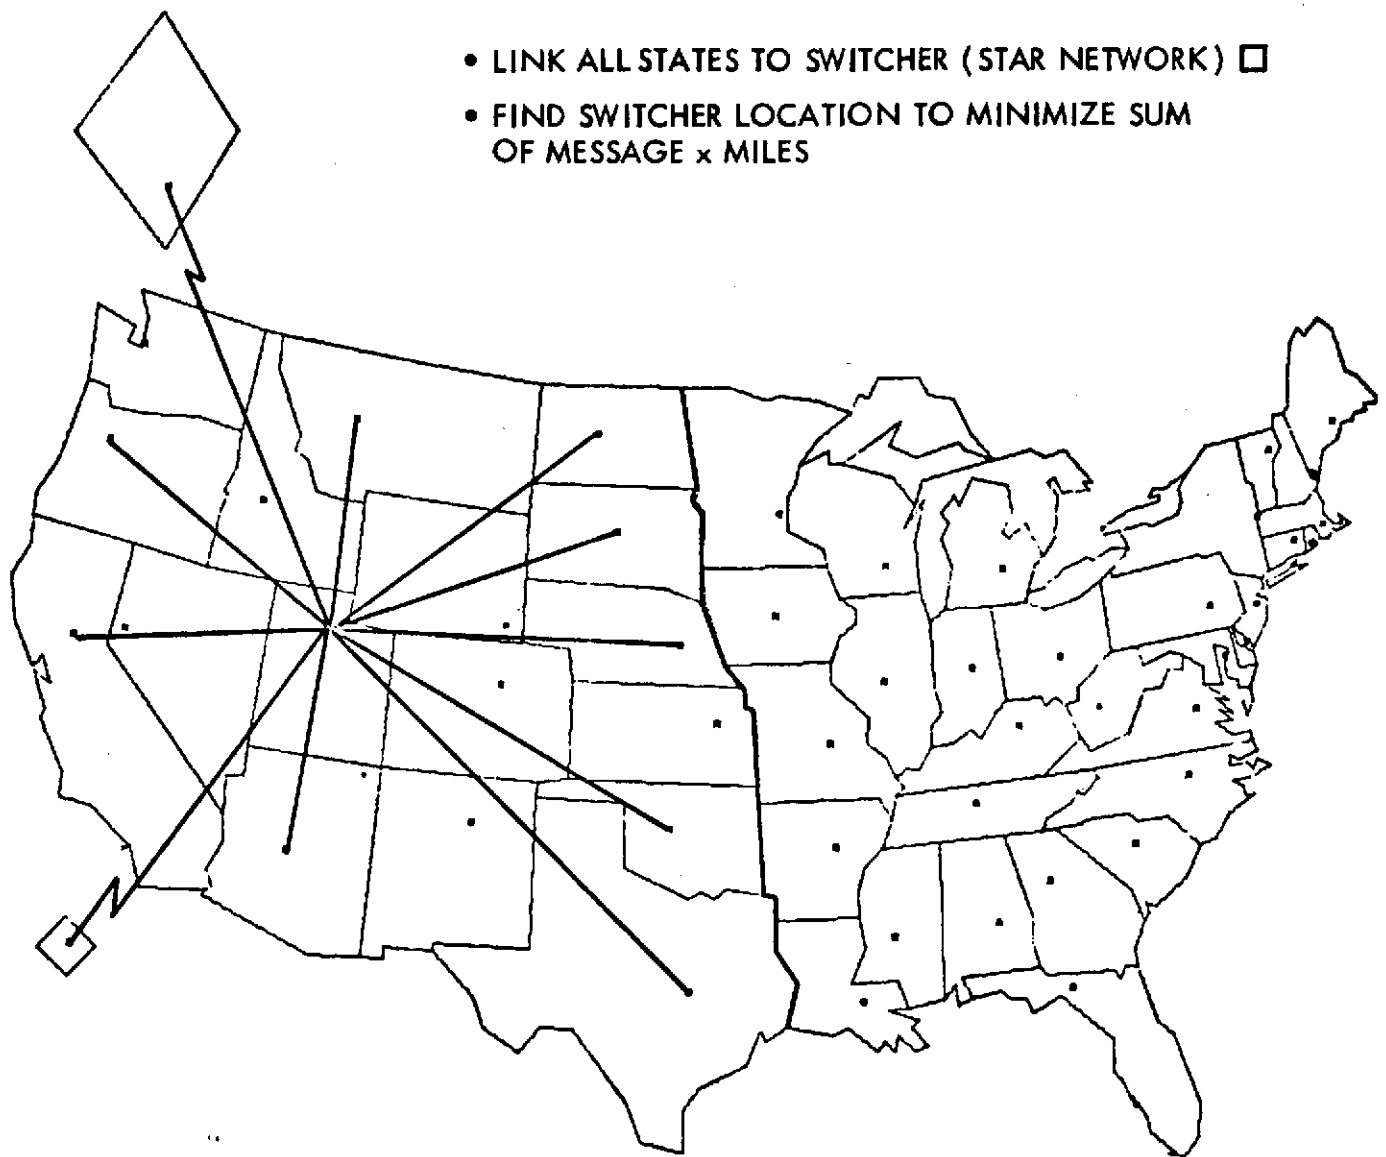 • LINK ALL STATES TO SWITCHER (STAR NETWORK) □
• FIND SWITCHER LOCATION TO MINIMIZE SUM
OF MESSAGE x MILES